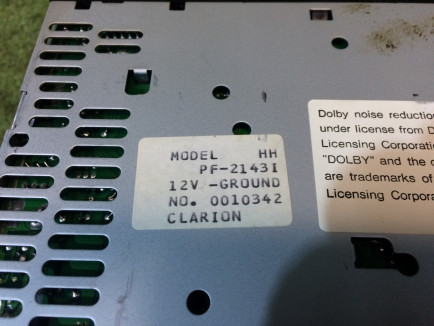 MODEL HH
PF-2143I
12V -GROUND
NO. 0010342
CLARION
Dolby noise reduction
under license from D
Licensing Corporatio
"DOLBY" and the d
are trademarks of
Licensing Corpora